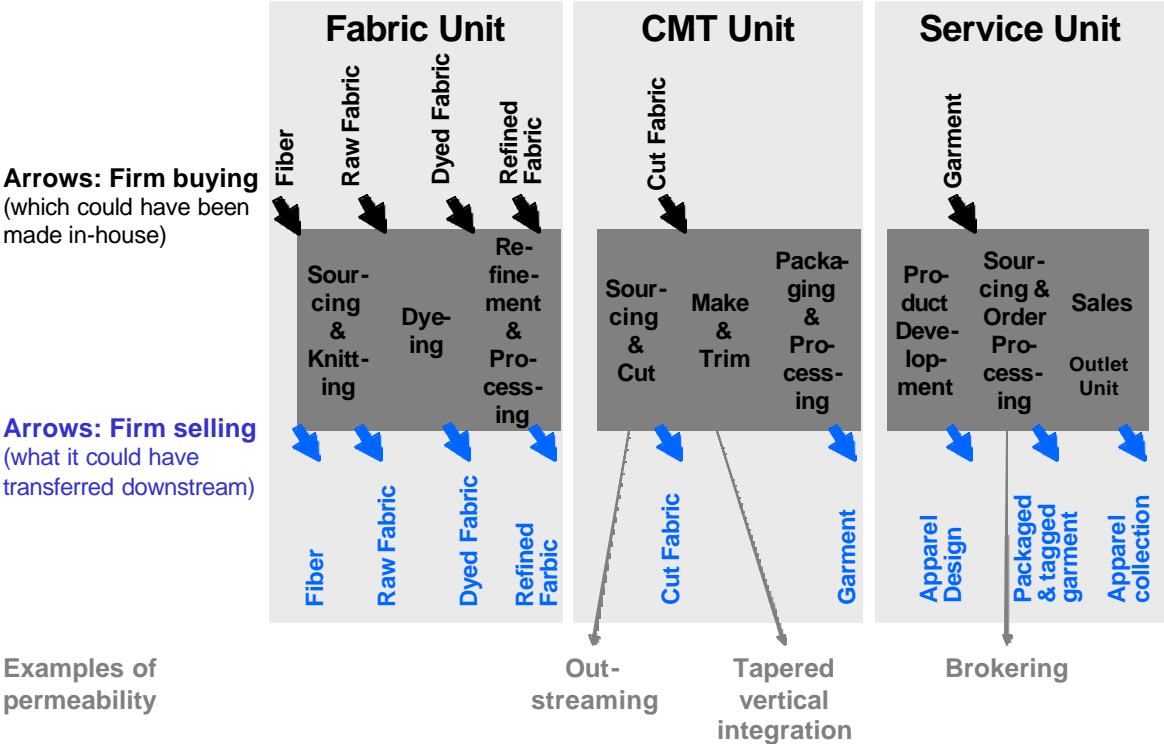 Fabric Unit
CMT Unit
Service Unit
Fiber
Raw Fabric
Dyed Fabric
Refined
Fabric
Cut Fabric
Garment
Arrows: Firm buying
(which could have been
made in-house)
Sour-
cing
&
Knitt-
ing
Dye-
ing
Re-
fine-
ment
&
Pro-
cess-
ing
Sour-
cing
&
Cut
Make
&
Trim
Packa-
ging
&
Pro-
cess-
ing
Pro-
duct
Deve-
lop-
ment
Sour-
cing &
Order
Pro-
cess-
ing
Sales
Outlet
Unit
Arrows: Firm selling
(what it could have
transferred downstream)
Fiber
Raw Fabric
Dyed Fabric
Refined
Farbic
Cut Fabric
Garment
Apparel
Design
Packaged
& tagged
garment
Apparel
collection
Examples of
permeability
Out-
streaming
Tapered
vertical
integration
Brokering